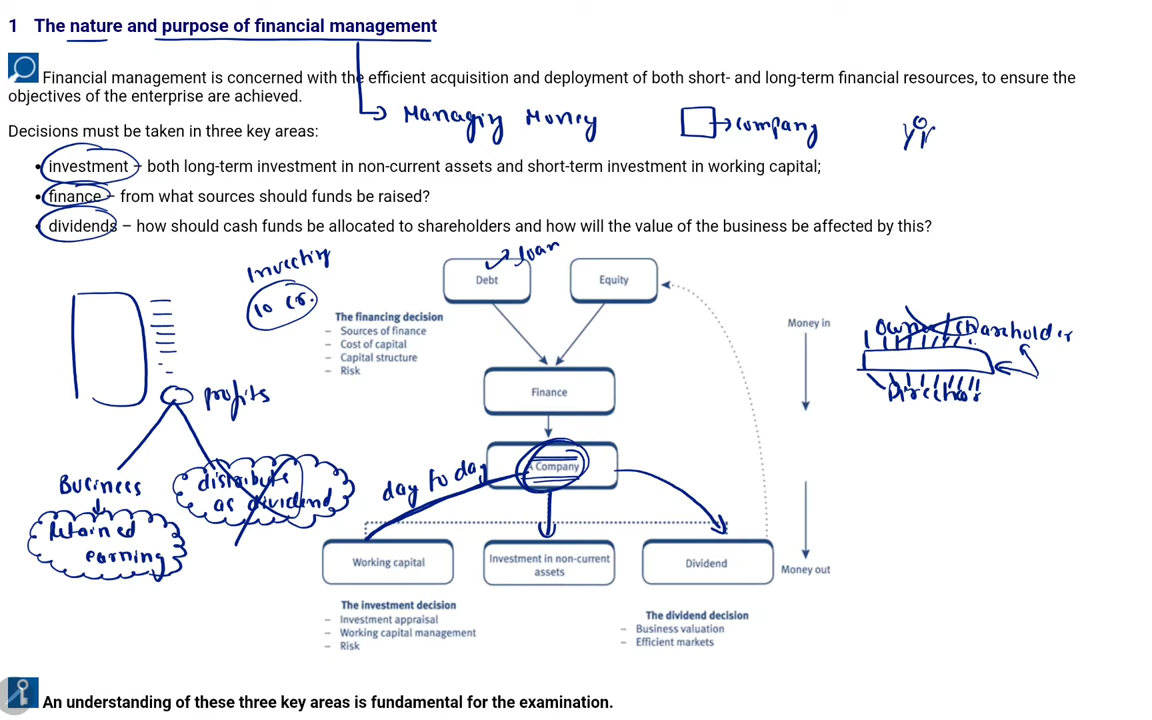 1 The nature and purpose of financial management
Financial management is concerned with the efficient acquisition and deployment of both short- and long-term financial resources, to ensure the
objectives of the enterprise are achieved.
Managing Money
company
Decisions must be taken in three key areas:
• investment – both long-term investment in non-current assets and short-term investment in working capital;
• finance – from what sources should funds be raised?
• dividends – how should cash funds be allocated to shareholders and how will the value of the business be affected by this?
Investing
10 cr.
loan
Debt
Equity
The financing decision
– Sources of finance
– Cost of capital
– Capital structure
– Risk
Money in
Owner/shareholder
Directors
profits
Finance
Company
day to day
Business
retained
earning
distribute
as dividend
Working capital
Investment in non-current
assets
Dividend
Money out
The investment decision
– Investment appraisal
– Working capital management
– Risk
The dividend decision
– Business valuation
– Efficient markets
An understanding of these three key areas is fundamental for the examination.